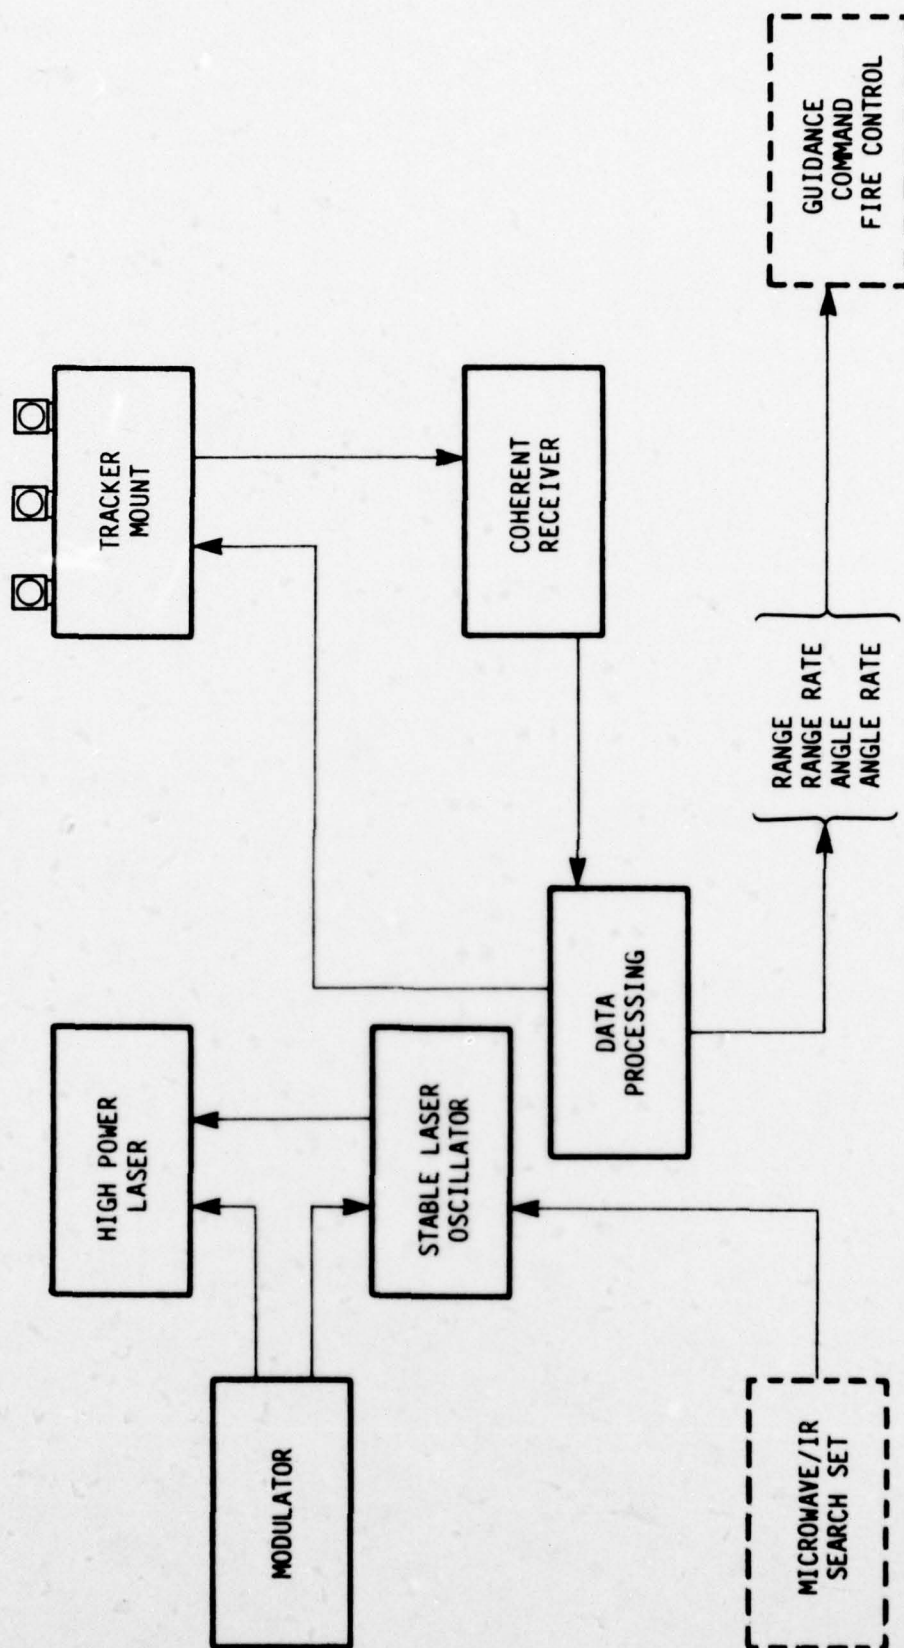 MODULATOR
HIGH POWER
LASER
STABLE LASER
OSCILLATOR
TRACKER
MOUNT
COHERENT
RECEIVER
DATA
PROCESSING
MICROWAVE/IR
SEARCH SET
RANGE
RANGE RATE
ANGLE
ANGLE RATE
GUIDANCE
COMMAND
FIRE CONTROL